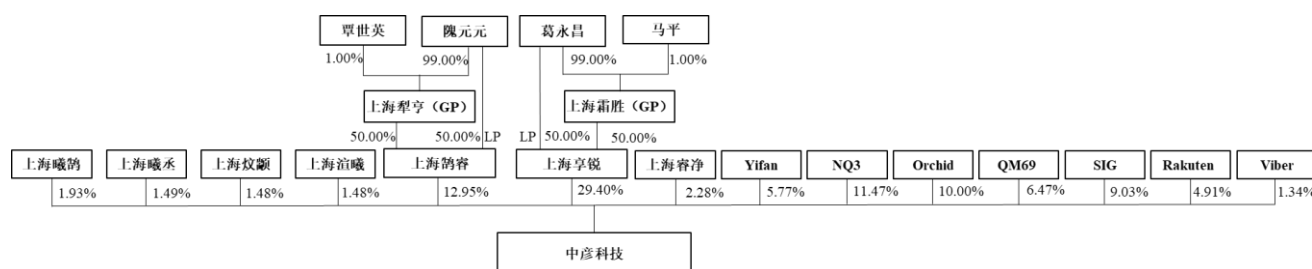 覃世英 隗元元 葛永昌 马平
1.00% 99.00% 99.00% 1.00%
上海犁亨（GP） 上海霜胜（GP）
50.00% 50.00% LP LP 50.00% 50.00%
上海曦鹄 上海曦丞 上海炆颛 上海渲曦 上海鹄睿 上海享锐 上海睿净 Yifan NQ3 Orchid QM69 SIG Rakuten Viber
1.93% 1.49% 1.48% 1.48% 12.95% 29.40% 2.28% 5.77% 11.47% 10.00% 6.47% 9.03% 4.91% 1.34%
中彦科技